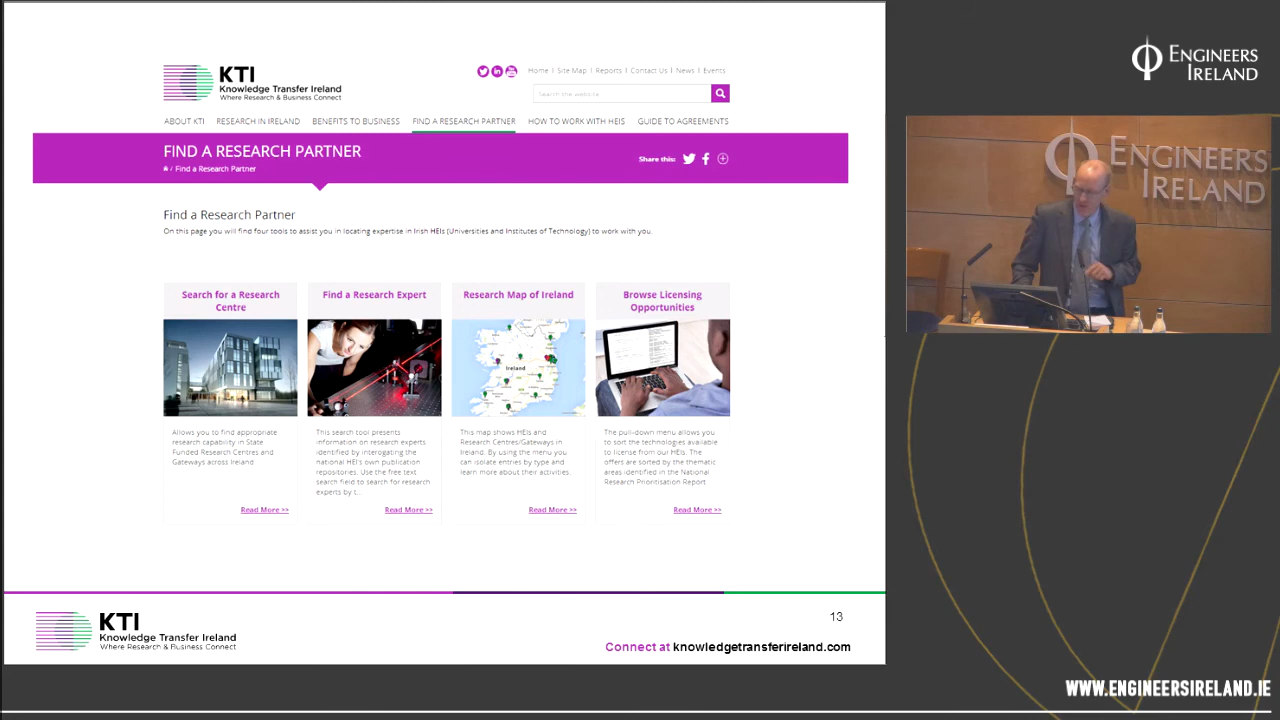 KTI
Knowledge Transfer Ireland
Where Research & Business Connect
Home | Site Map | Reports | Contact Us | News | Events
Search the website
ABOUT KTI RESEARCH IN IRELAND BENEFITS TO BUSINESS FIND A RESEARCH PARTNER HOW TO WORK WITH HEIS GUIDE TO AGREEMENTS
FIND A RESEARCH PARTNER
/ Find a Research Partner
Share this:
Find a Research Partner
On this page you will find four tools to assist you in locating expertise in Irish HEIs (Universities and Institutes of Technology) to work with you.
Search for a Research
Centre
Allows you to find appropriate
research capability in State
Funded Research Centres and
Gateways across Ireland
Read More >>
Find a Research Expert
This search tool presents
information on research experts
identified by interogating the
national HEI's own publication
repositories. Use the free text
search field to search for research
experts by t...
Read More >>
Research Map of Ireland
Ireland
This map shows HEIs and
Research Centres/Gateways in
Ireland. By using the menu you
can isolate entries by type and
learn more about their activities.
Read More >>
Browse Licensing
Opportunities
The pull-down menu allows you
to sort the technologies available
to license from our HEIs. The
offers are sorted by the thematic
areas identified in the National
Research Prioritisation Report
Read More >>
KTI
Knowledge Transfer Ireland
Where Research & Business Connect
13
Connect at knowledgetransferireland.com
ENGINEERS
IRELAND
ENGINEERS
IRELAND
WWW.ENGINEERSIRELAND.IE